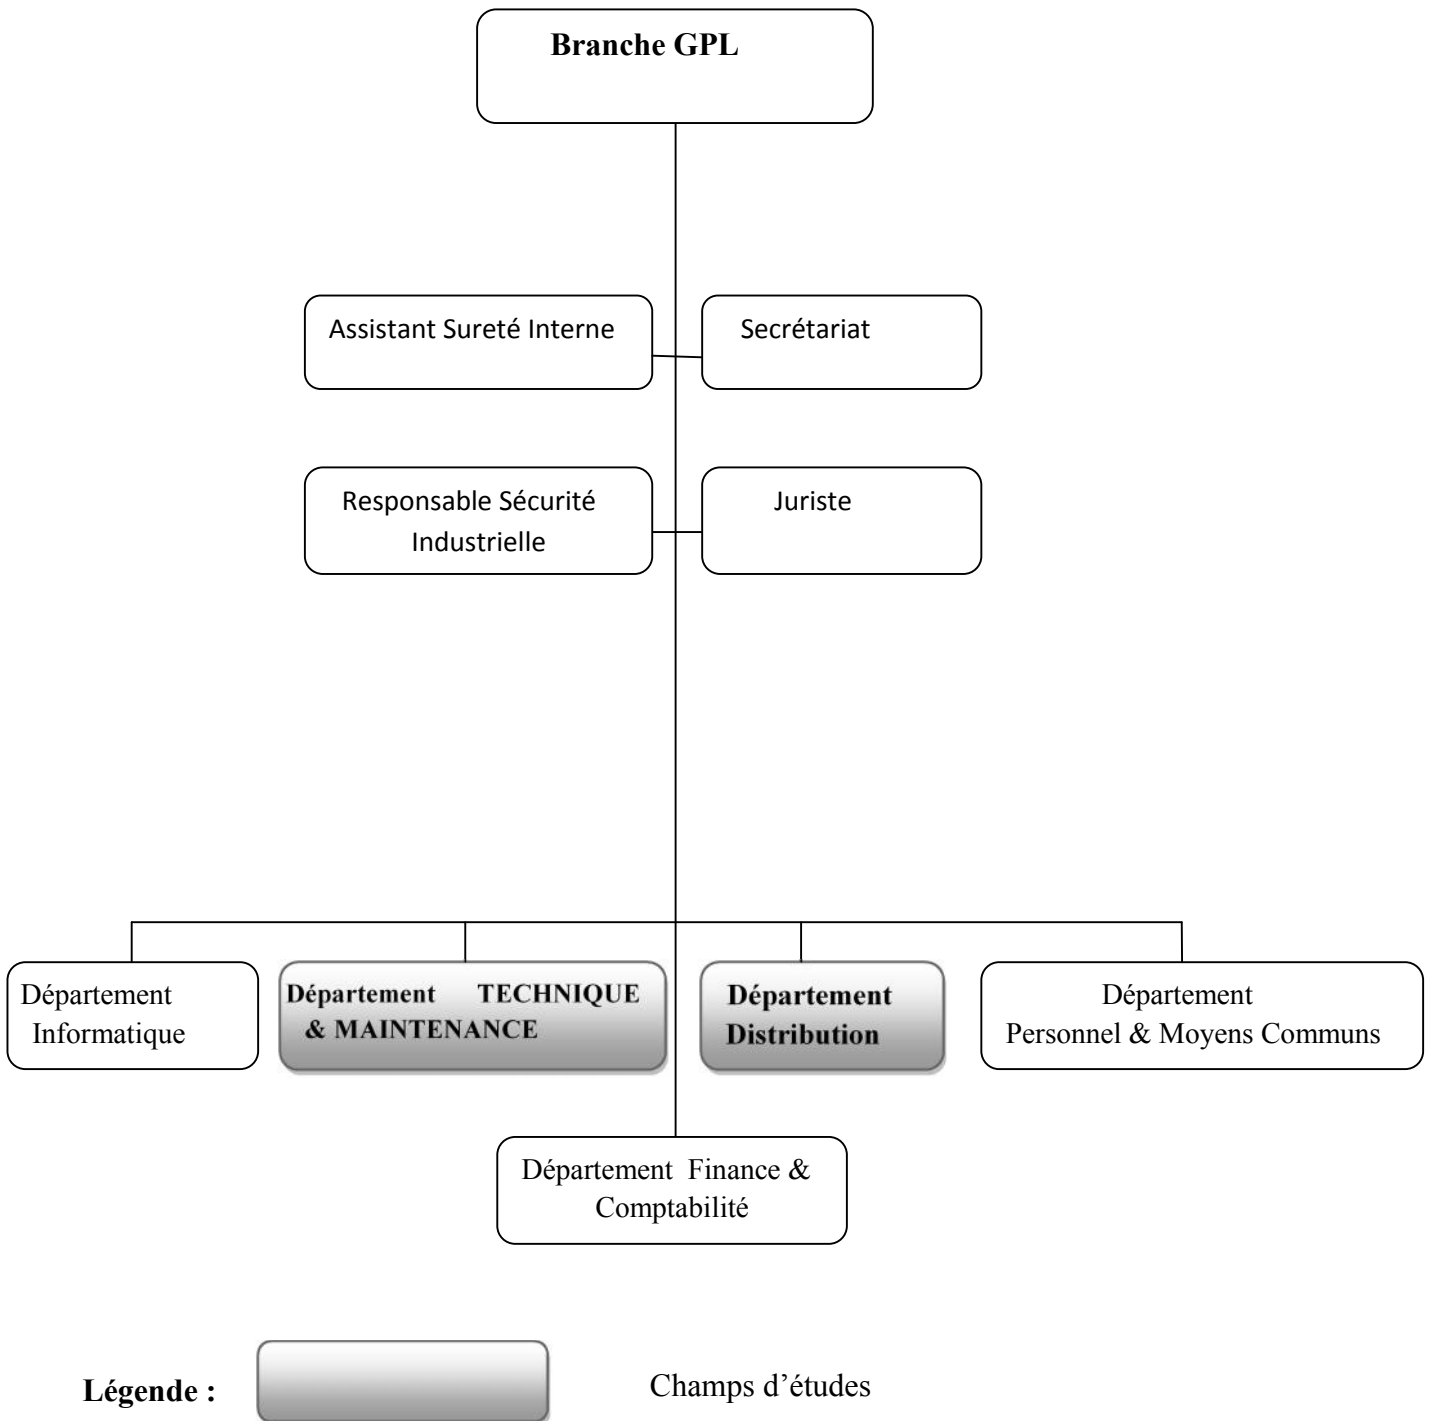 Branche GPL
Assistant Sureté Interne
Secrétariat
Responsable Sécurité
Industrielle
Juriste
Département
Informatique
Département TECHNIQUE
& MAINTENANCE
Département
Distribution
Département
Personnel & Moyens Communs
Département Finance &
Comptabilité
Légende :
Champs d’études